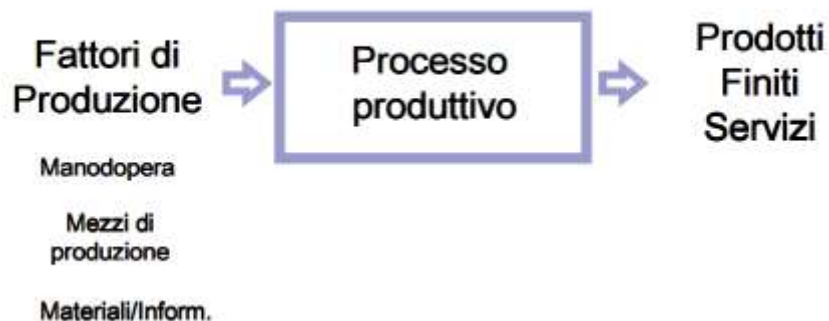 Fattori di
Produzione
Manodopera
Mezzi di
produzione
Materiali/Inform.
Processo
produttivo
Prodotti
Finiti
Servizi